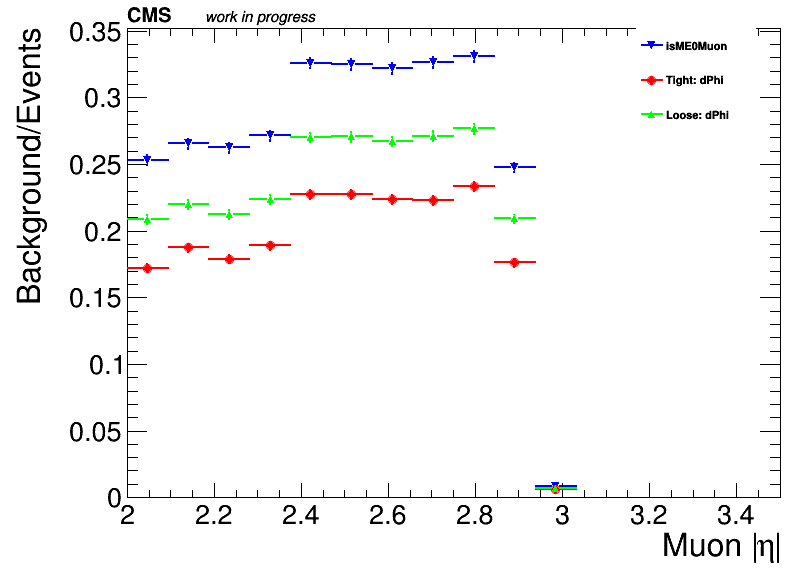 CMS work in progress
Background/Events
0.35
0.3
0.25
0.2
0.15
0.1
0.05
0
isME0Muon
Tight: dPhi
Loose: dPhi
2 2.2 2.4 2.6 2.8 3 3.2 3.4
Muon |η|